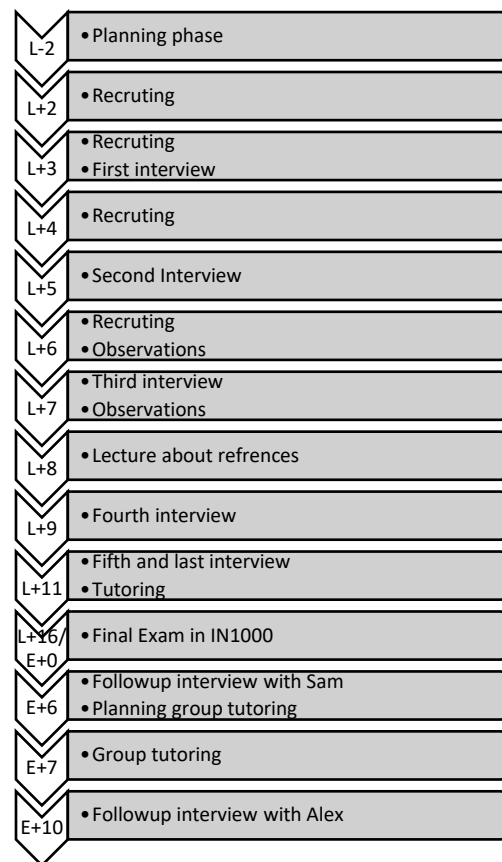 L-2
•Planning phase
L+2
•Recruting
L+3
•Recruting
•First interview
L+4
•Recruting
L+5
•Second Interview
L+6
•Recruting
•Observations
L+7
•Third interview
•Observations
L+8
•Lecture about refrences
L+9
•Fourth interview
L+11
•Fifth and last interview
•Tutoring
L+16/
E+0
•Final Exam in IN1000
E+6
•Followup interview with Sam
•Planning group tutoring
E+7
•Group tutoring
E+10
•Followup interview with Alex